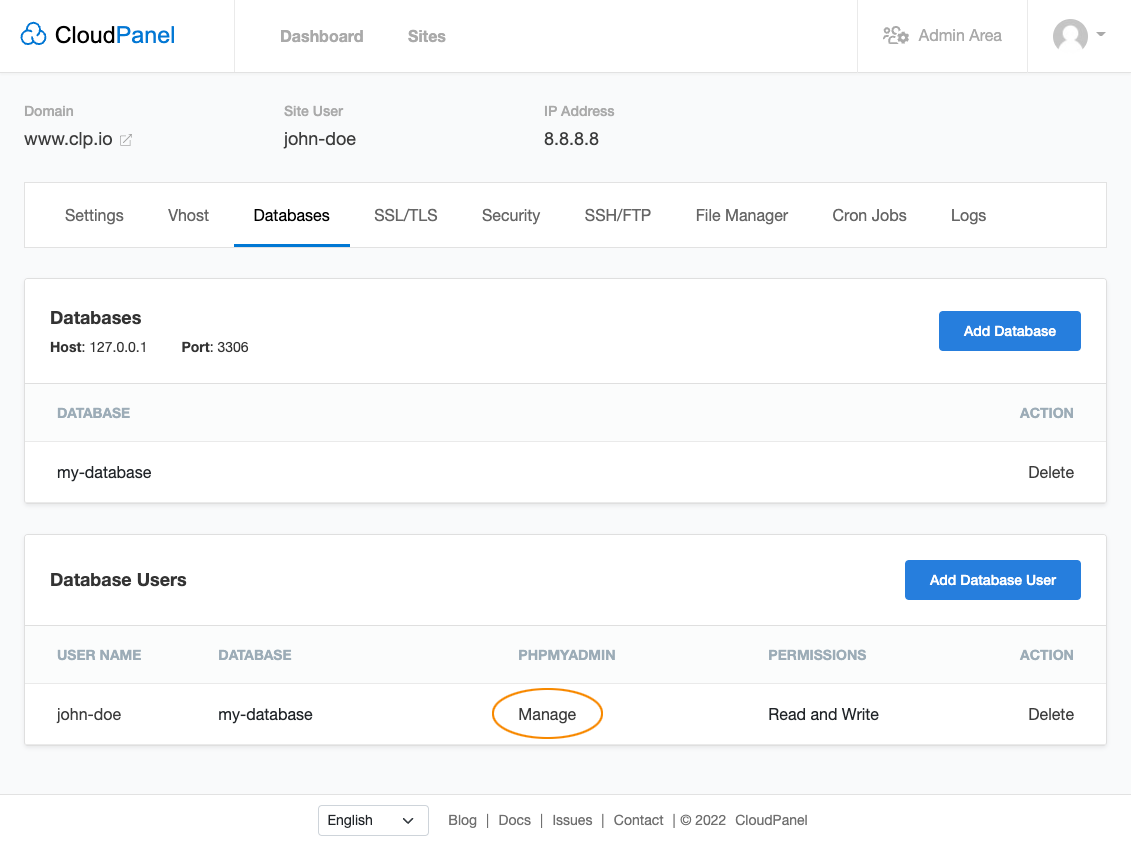 CloudPanel Dashboard Sites Admin Area
Domain Site User IP Address
www.clp.io john-doe 8.8.8.8
Settings Vhost Databases SSL/TLS Security SSH/FTP File Manager Cron Jobs Logs
Databases
Host: 127.0.0.1 Port: 3306
Add Database
DATABASE ACTION
my-database Delete
Database Users Add Database User
USER NAME DATABASE PHPMYADMIN PERMISSIONS ACTION
john-doe my-database Manage Read and Write Delete
English Blog | Docs | Issues | Contact | © 2022 CloudPanel